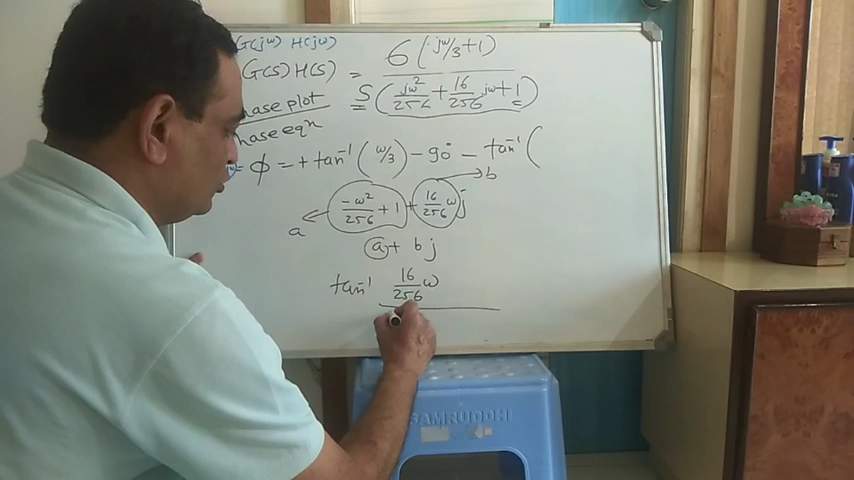 G(jω) H(jω)
G(S) H(S) = 6 (jω/3 + 1) / S (jω²/256 + 16/256 jω + 1)
hase plot
hase eqn
= ϕ = + tan⁻¹ (ω/3) − 90° − tan⁻¹ (
a ← (−ω²/256 + 1) + (16/256 ω) j → b
a + b j
tan⁻¹ 16/256 ω
SAMRUDDHI